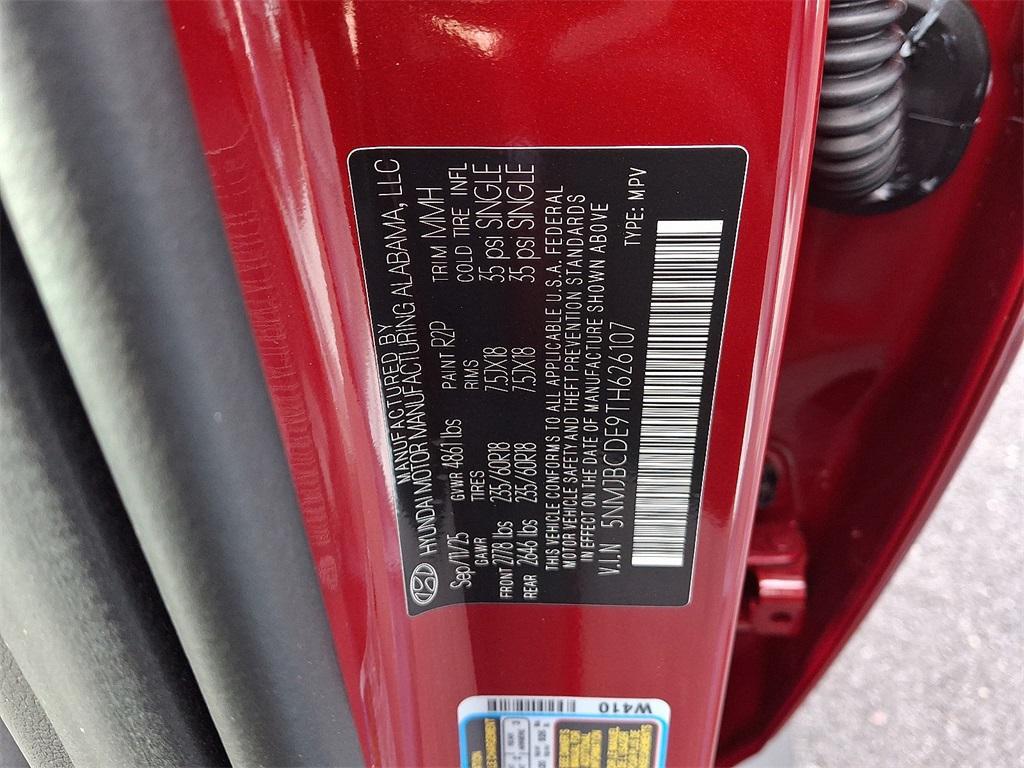 MANUFACTURED BY
HYUNDAI MOTOR MANUFACTURING ALABAMA, LLC
Sep/11/25 GVWR 4861 lbs PAINT R2P TRIM MMH
GAWR TIRES RIMS COLD TIRE INFL
FRONT 2778 lbs 235/60R18 7.5JX18 35 psi SINGLE
REAR 2646 lbs 235/60R18 7.5JX18 35 psi SINGLE
THIS VEHICLE CONFORMS TO ALL APPLICABLE U.S.A. FEDERAL
MOTOR VEHICLE SAFETY AND THEFT PREVENTION STANDARDS
IN EFFECT ON THE DATE OF MANUFACTURE SHOWN ABOVE
V.I.N 5NMJBCDE9TH626107 TYPE: MPV
W410